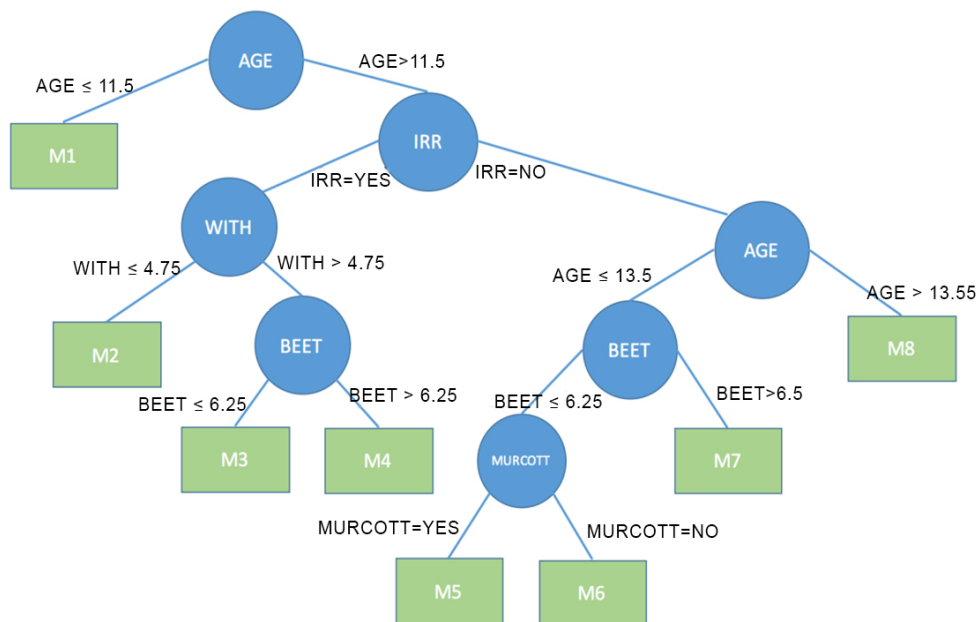 AGE
AGE>11.5
AGE ≤ 11.5
M1
IRR
IRR=YES
IRR=NO
WITH
AGE
WITH ≤ 4.75
WITH > 4.75
AGE ≤ 13.5
AGE > 13.55
M2
BEET
BEET
M8
BEET ≤ 6.25
BEET > 6.25
BEET ≤ 6.25
BEET>6.5
M3
M4
MURCOTT
M7
MURCOTT=YES
MURCOTT=NO
M5
M6